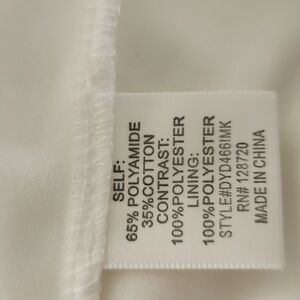 SELF:
65% POLYAMIDE
35%COTTON
CONTRAST:
100%POLYESTER
LINING:
100%POLYESTER
STYLE#DYD4661MK
RN# 128720
MADE IN CHINA